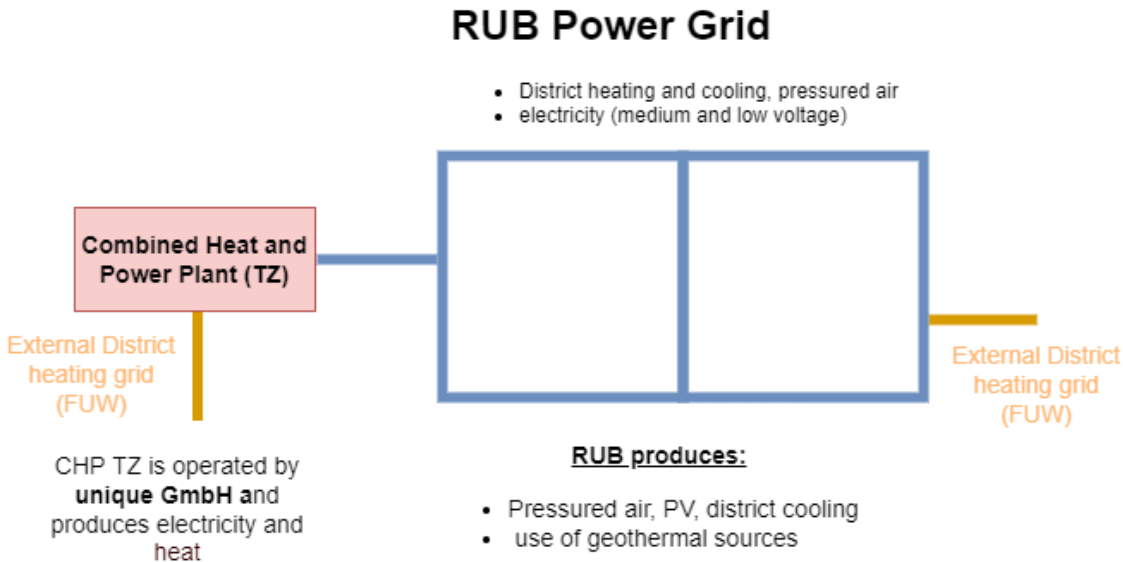 RUB Power Grid
• District heating and cooling, pressured air
• electricity (medium and low voltage)
Combined Heat and
Power Plant (TZ)
External District
heating grid
(FUW)
External District
heating grid
(FUW)
CHP TZ is operated by
unique GmbH and
produces electricity and
heat
RUB produces:
• Pressured air, PV, district cooling
• use of geothermal sources